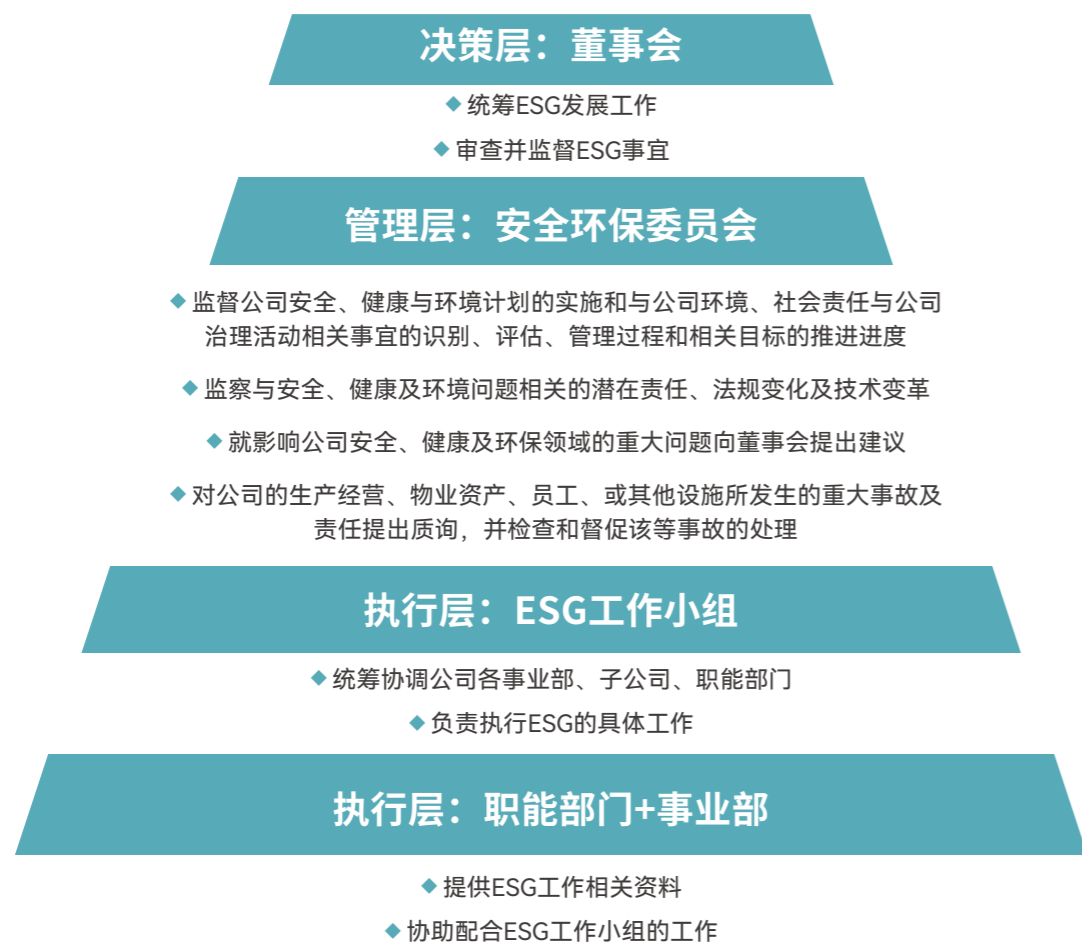 决策层：董事会
◆ 统筹ESG发展工作
◆ 审查并监督ESG事宜
管理层：安全环保委员会
◆ 监督公司安全、健康与环境计划的实施和与公司环境、社会责任与公司
治理活动相关事宜的识别、评估、管理过程和相关目标的推进进度
◆ 监察与安全、健康及环境问题相关的潜在责任、法规变化及技术变革
◆ 就影响公司安全、健康及环保领域的重大问题向董事会提出建议
◆ 对公司的生产经营、物业资产、员工、或其他设施所发生的重大事故及
责任提出质询，并检查和督促该等事故的处理
执行层：ESG工作小组
◆ 统筹协调公司各事业部、子公司、职能部门
◆ 负责执行ESG的具体工作
执行层：职能部门+事业部
◆ 提供ESG工作相关资料
◆ 协助配合ESG工作小组的工作